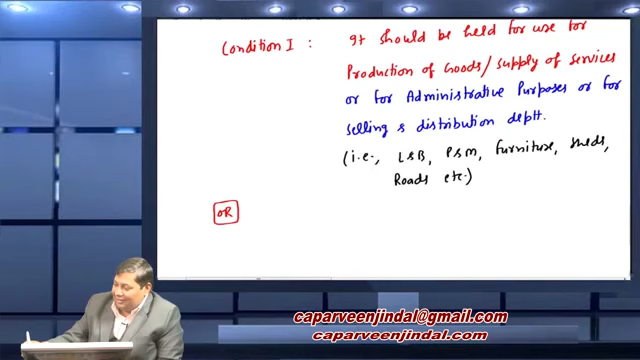 Condition I : It should be held for use for
Production of Goods/Supply of Services
or for Administrative Purposes or for
selling & distribution deptt.
(i.e., L&B, P&M, Furniture, Sheds,
Roads etc.)
OR
caparveenjindal@gmail.com
caparveenjindal.com